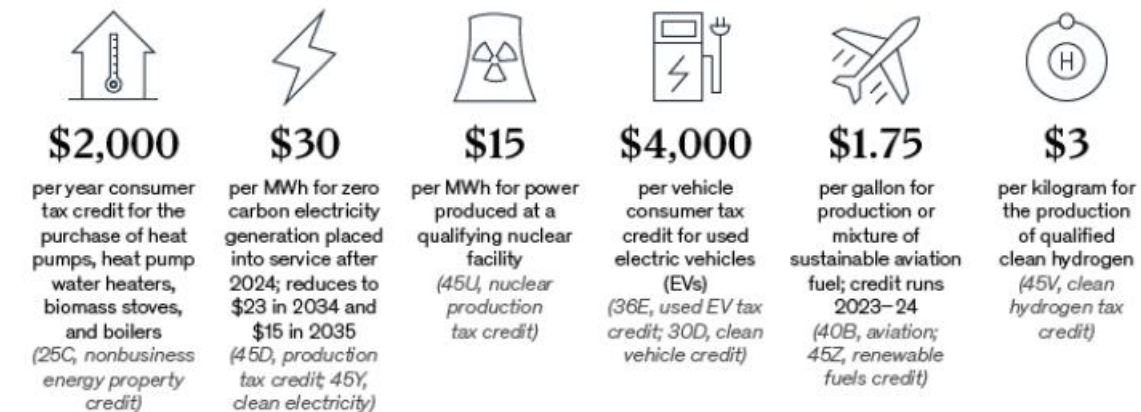 H
$2,000
per year consumer
tax credit for the
purchase of heat
pumps, heat pump
water heaters,
biomass stoves,
and boilers
(25C, nonbusiness
energy property
credit)
$30
per MWh for zero
carbon electricity
generation placed
into service after
2024; reduces to
$23 in 2034 and
$15 in 2035
(45D, production
tax credit; 45Y,
clean electricity)
$15
per MWh for power
produced at a
qualifying nuclear
facility
(45U, nuclear
production
tax credit)
$4,000
per vehicle
consumer tax
credit for used
electric vehicles
(EVs)
(36E, used EV tax
credit; 30D, clean
vehicle credit)
$1.75
per gallon for
production or
mixture of
sustainable aviation
fuel; credit runs
2023–24
(40B, aviation;
45Z, renewable
fuels credit)
$3
per kilogram for
the production
of qualified
clean hydrogen
(45V, clean
hydrogen tax
credit)